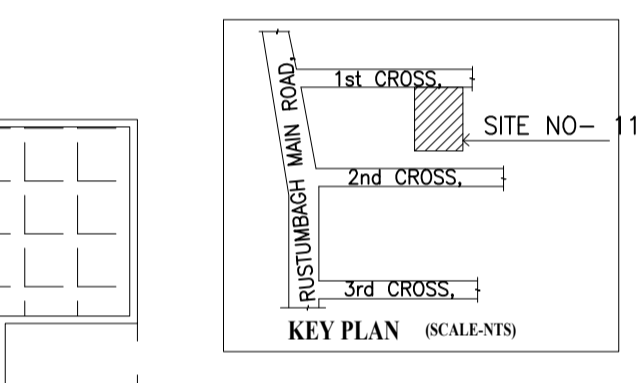 1st CROSS,
SITE NO- 11
RUSTUMBAGH MAIN ROAD,
2nd CROSS,
3rd CROSS,
KEY PLAN (SCALE-NTS)